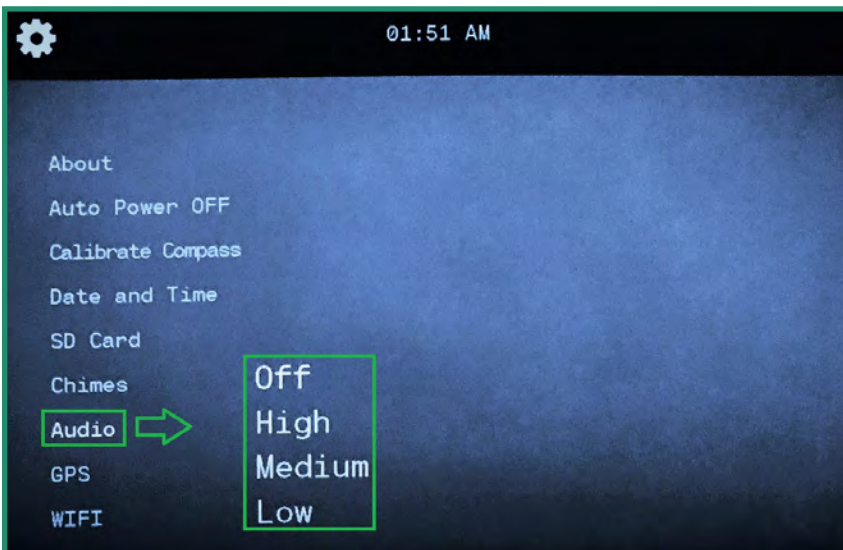 01:51 AM
About
Auto Power OFF
Calibrate Compass
Date and Time
SD Card
Chimes
Audio
GPS
WIFI
Off
High
Medium
Low